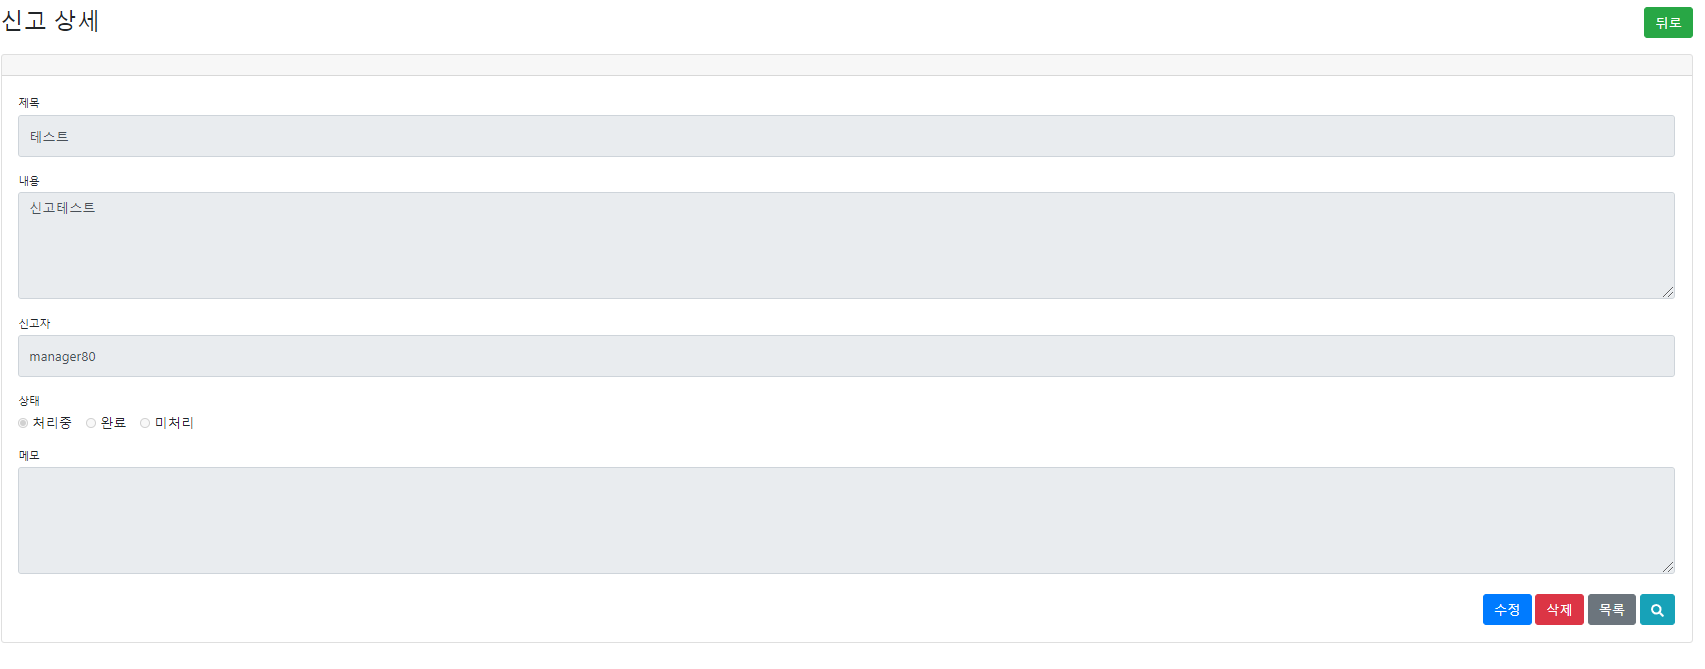 신고 상세
뒤로
제목
테스트
내용
신고테스트
신고자
manager80
상태
처리중 완료 미처리
메모
수정 삭제 목록